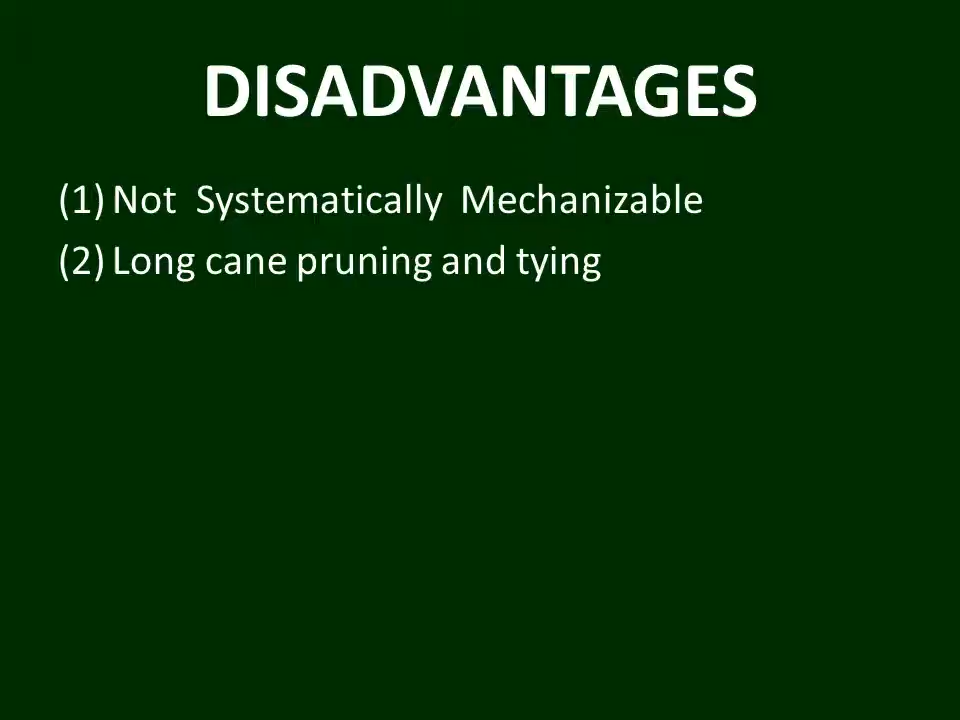 DISADVANTAGES
(1) Not Systematically Mechanizable
(2) Long cane pruning and tying